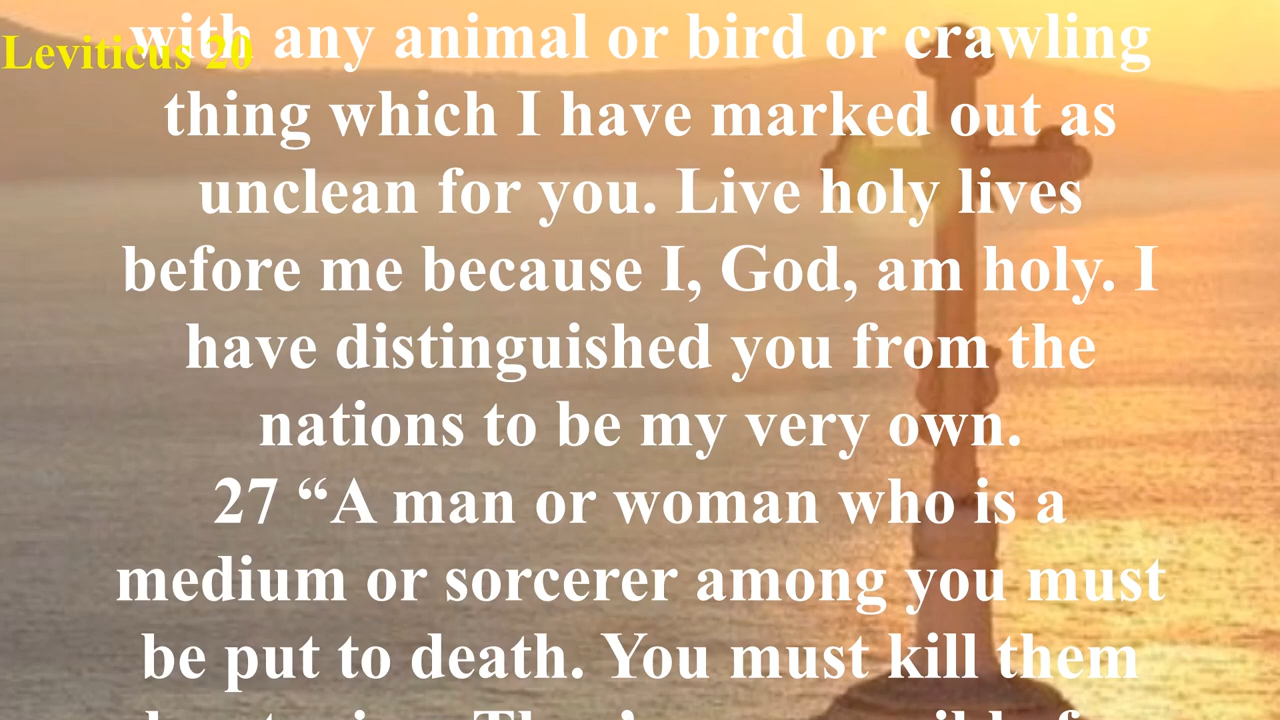 Leviticus 20
with any animal or bird or crawling
thing which I have marked out as
unclean for you. Live holy lives
before me because I, God, am holy. I
have distinguished you from the
nations to be my very own.
27 “A man or woman who is a
medium or sorcerer among you must
be put to death. You must kill them